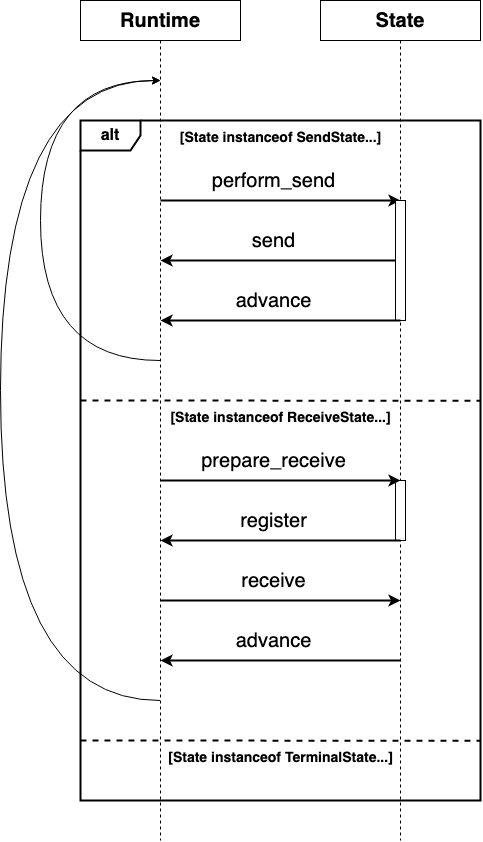 Runtime
State
alt
[State instanceof SendState...]
perform_send
send
advance
[State instanceof ReceiveState...]
prepare_receive
register
receive
advance
[State instanceof TerminalState...]